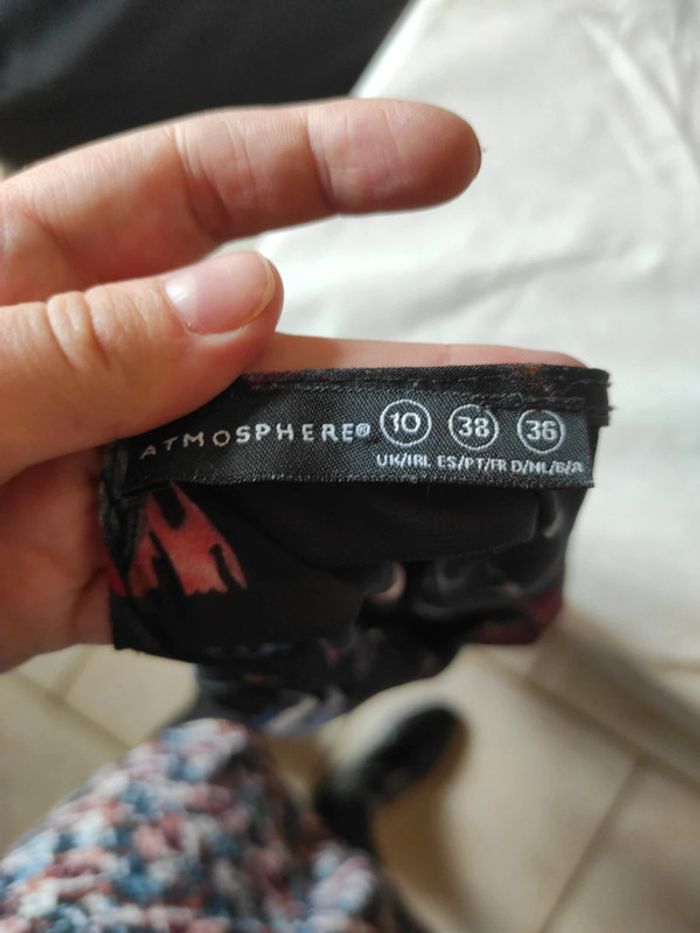 ATMOSPHERE® 10 38 36
UK/IRL ES/PT/FR D/NL/B/A